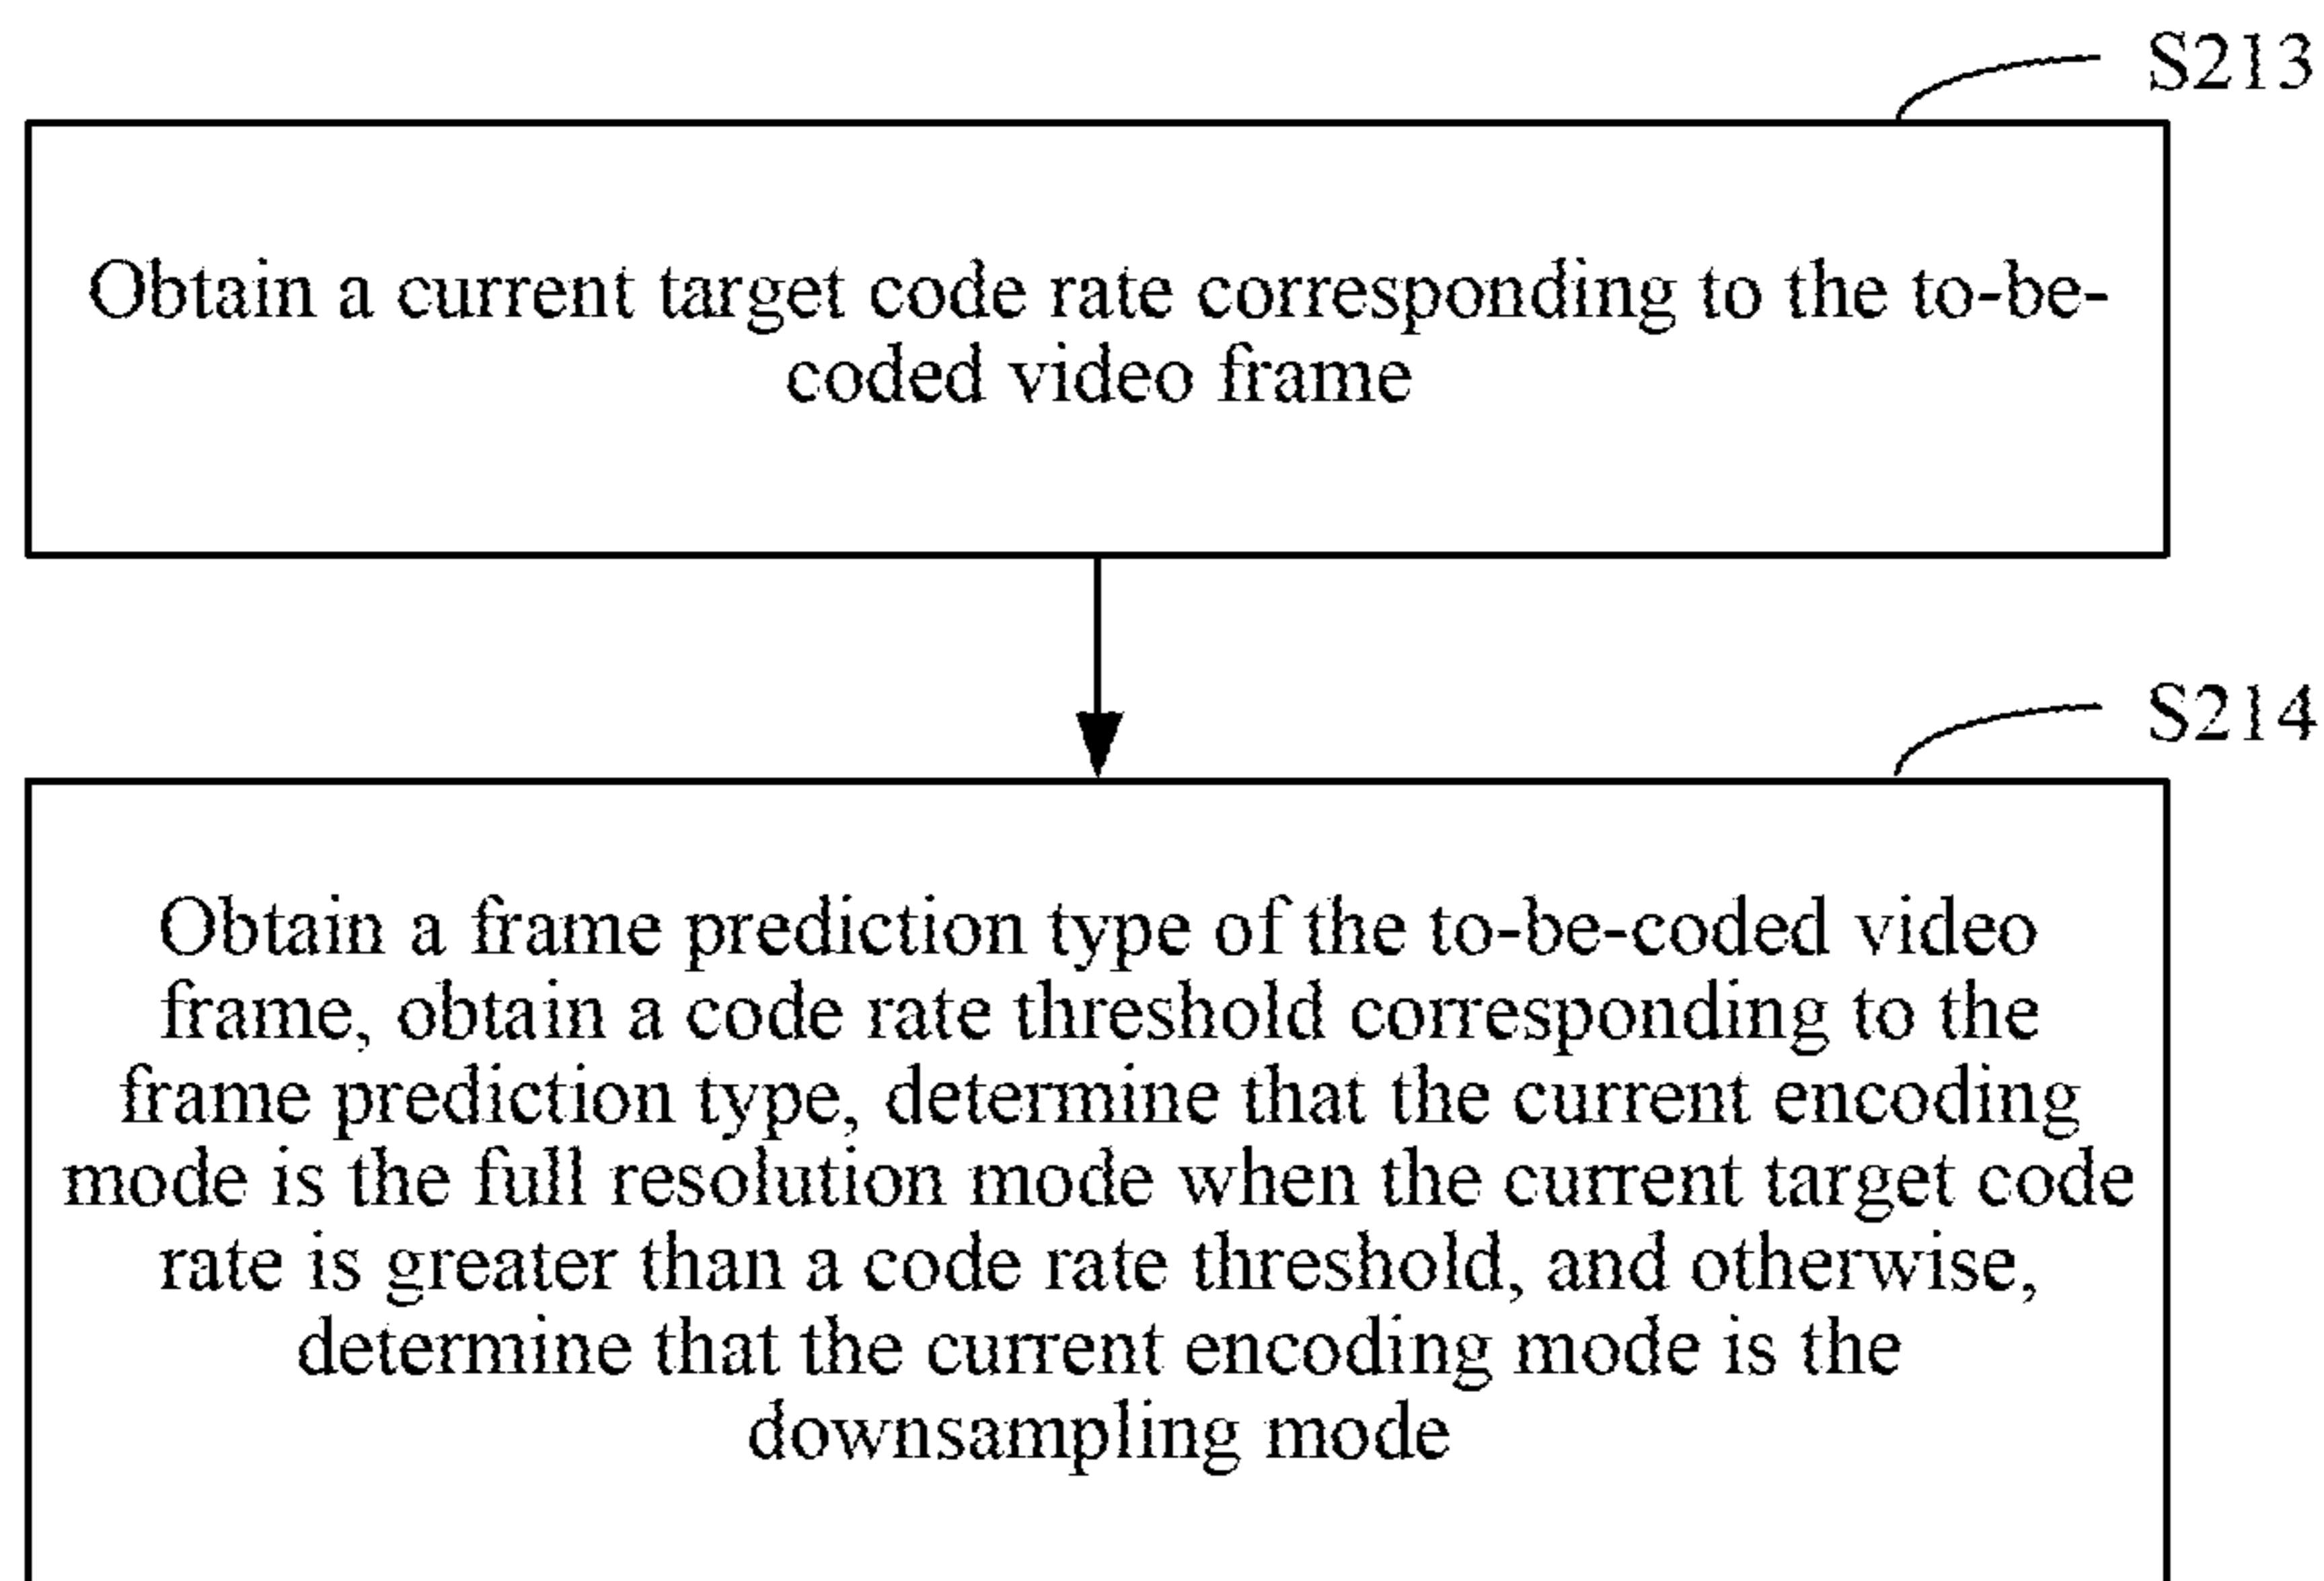 S213
Obtain a current target code rate corresponding to the to-be-
coded video frame
S214
Obtain a frame prediction type of the to-be-coded video
frame, obtain a code rate threshold corresponding to the
frame prediction type, determine that the current encoding
mode is the full resolution mode when the current target code
rate is greater than a code rate threshold, and otherwise,
determine that the current encoding mode is the
downsampling mode